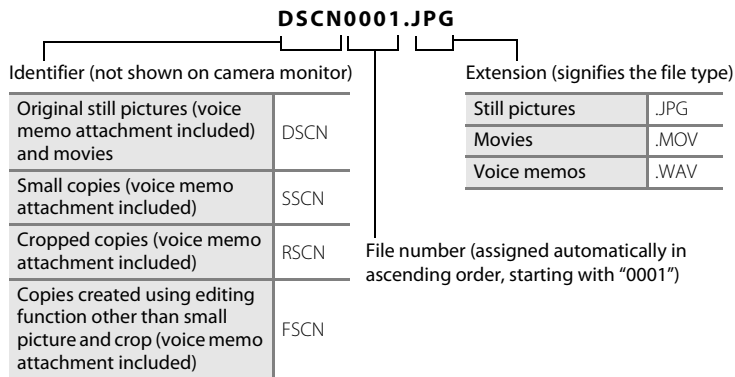 DSCN0001.JPG
Identifier (not shown on camera monitor)
Original still pictures (voice
memo attachment included)
and movies
DSCN
Small copies (voice memo
attachment included)
SSCN
Cropped copies (voice memo
attachment included)
RSCN
Copies created using editing
function other than small
picture and crop (voice memo
attachment included)
FSCN
Extension (signifies the file type)
Still pictures
.JPG
Movies
.MOV
Voice memos
.WAV
File number (assigned automatically in
ascending order, starting with “0001”)